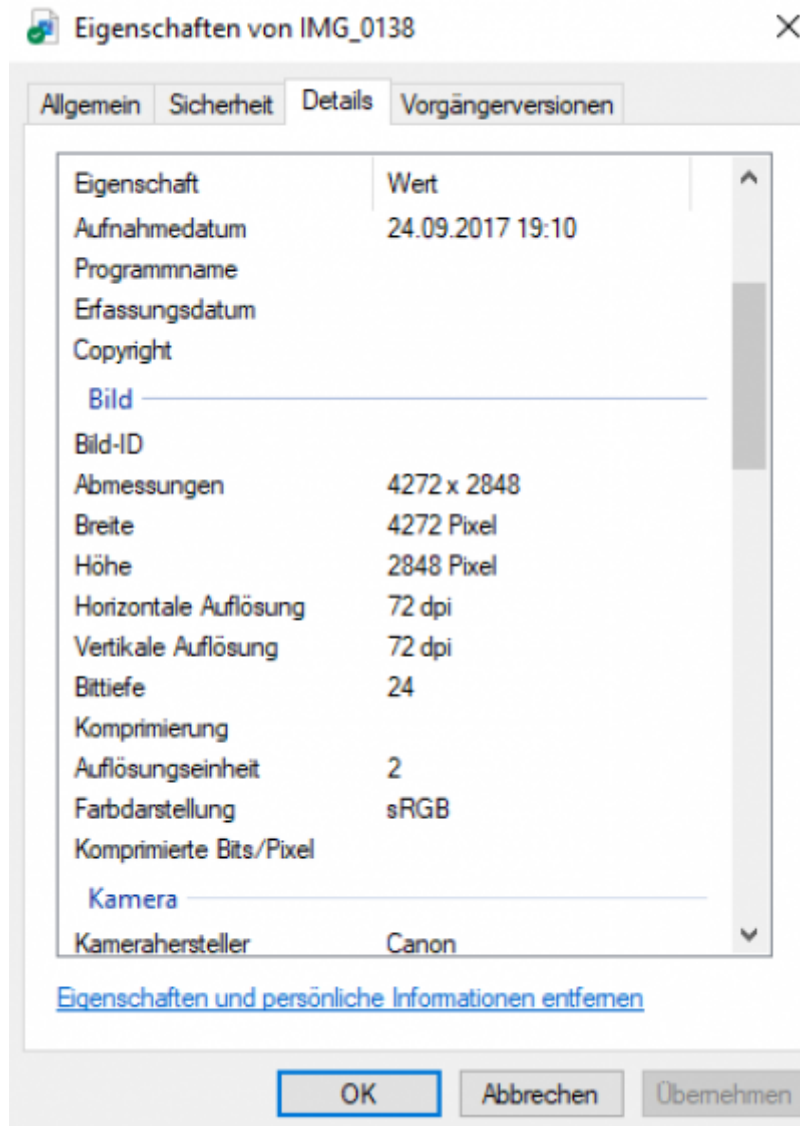 Eigenschaften von IMG_0138
Allgemein Sicherheit Details Vorgängerversionen
Eigenschaft Wert
Aufnahmedatum 24.09.2017 19:10
Programmname
Erfassungsdatum
Copyright
Bild
Bild-ID
Abmessungen 4272 x 2848
Breite 4272 Pixel
Höhe 2848 Pixel
Horizontale Auflösung 72 dpi
Vertikale Auflösung 72 dpi
Bittiefe 24
Komprimierung
Auflösungseinheit 2
Farbdarstellung sRGB
Komprimierte Bits/Pixel
Kamera
Kamerahersteller Canon
Eigenschaften und persönliche Informationen entfernen
OK Abbrechen Übernehmen